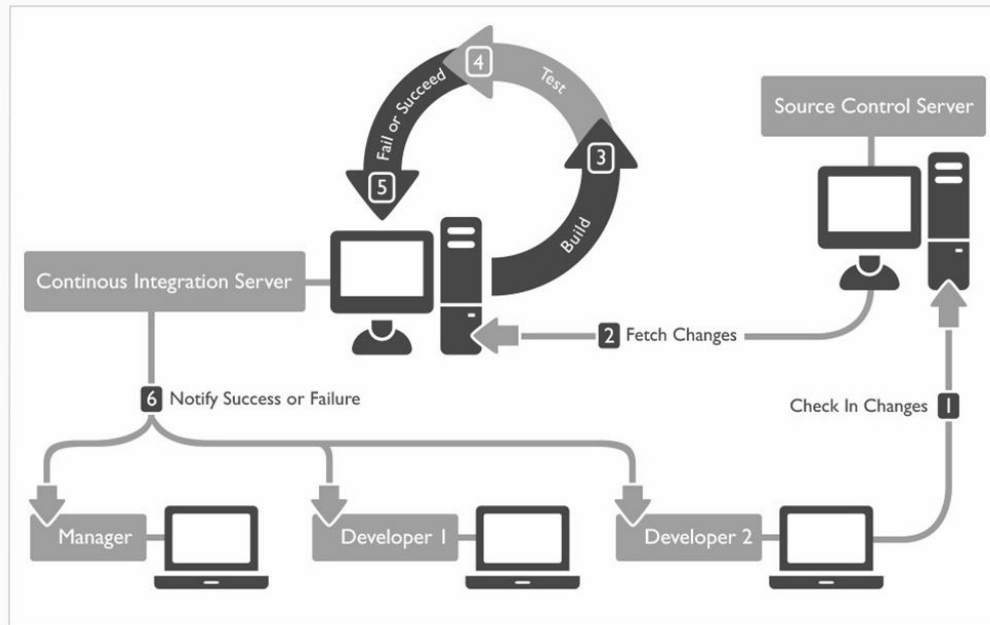 4
Test
Fail or Succeed
Source Control Server
3
5
Build
Continous Integration Server
2 Fetch Changes
6 Notify Success or Failure
Check In Changes 1
Manager
Developer 1
Developer 2